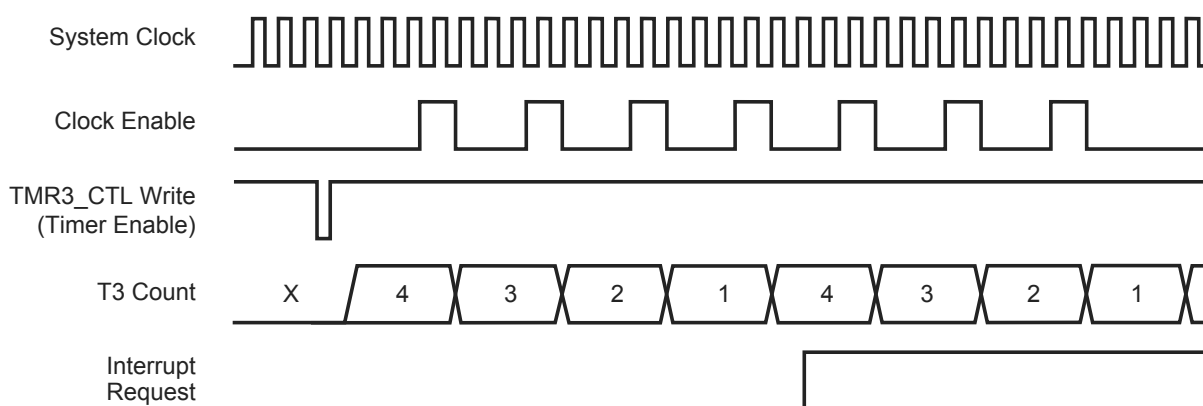 System Clock
Clock Enable
TMR3_CTL Write
(Timer Enable)
T3 Count X 4 3 2 1 4 3 2 1
Interrupt
Request